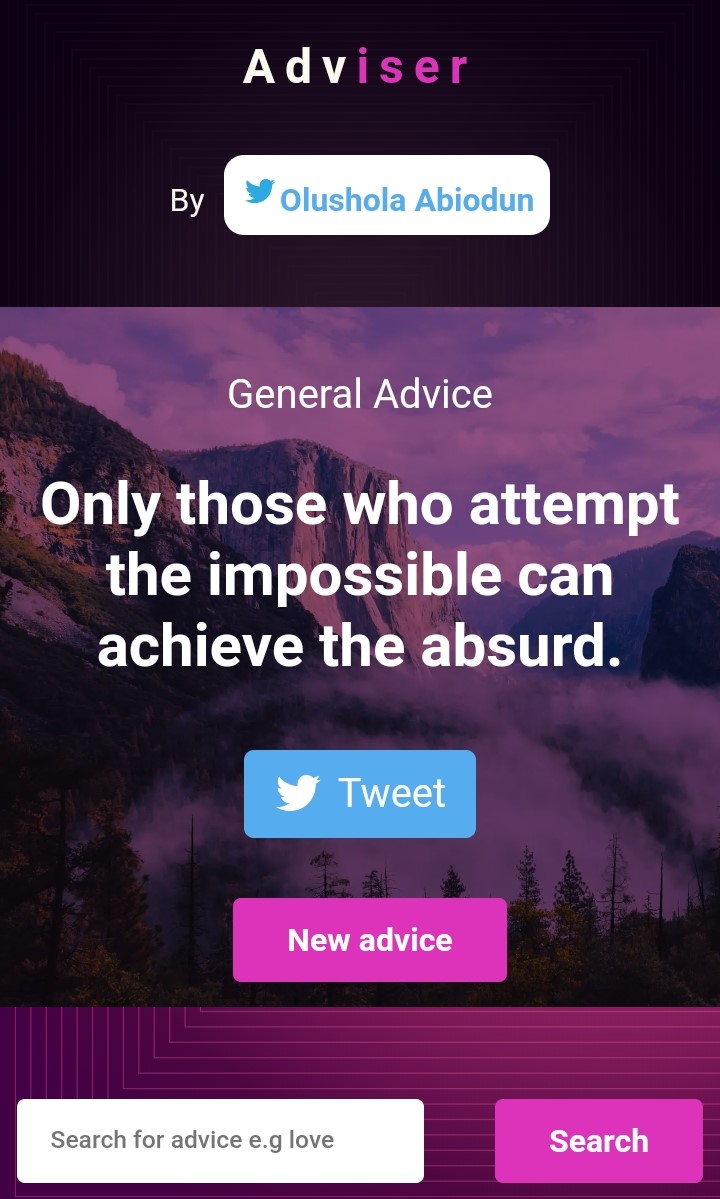 Adviser
By Olushola Abiodun
General Advice
Only those who attempt
the impossible can
achieve the absurd.
Tweet
New advice
Search for advice e.g love Search